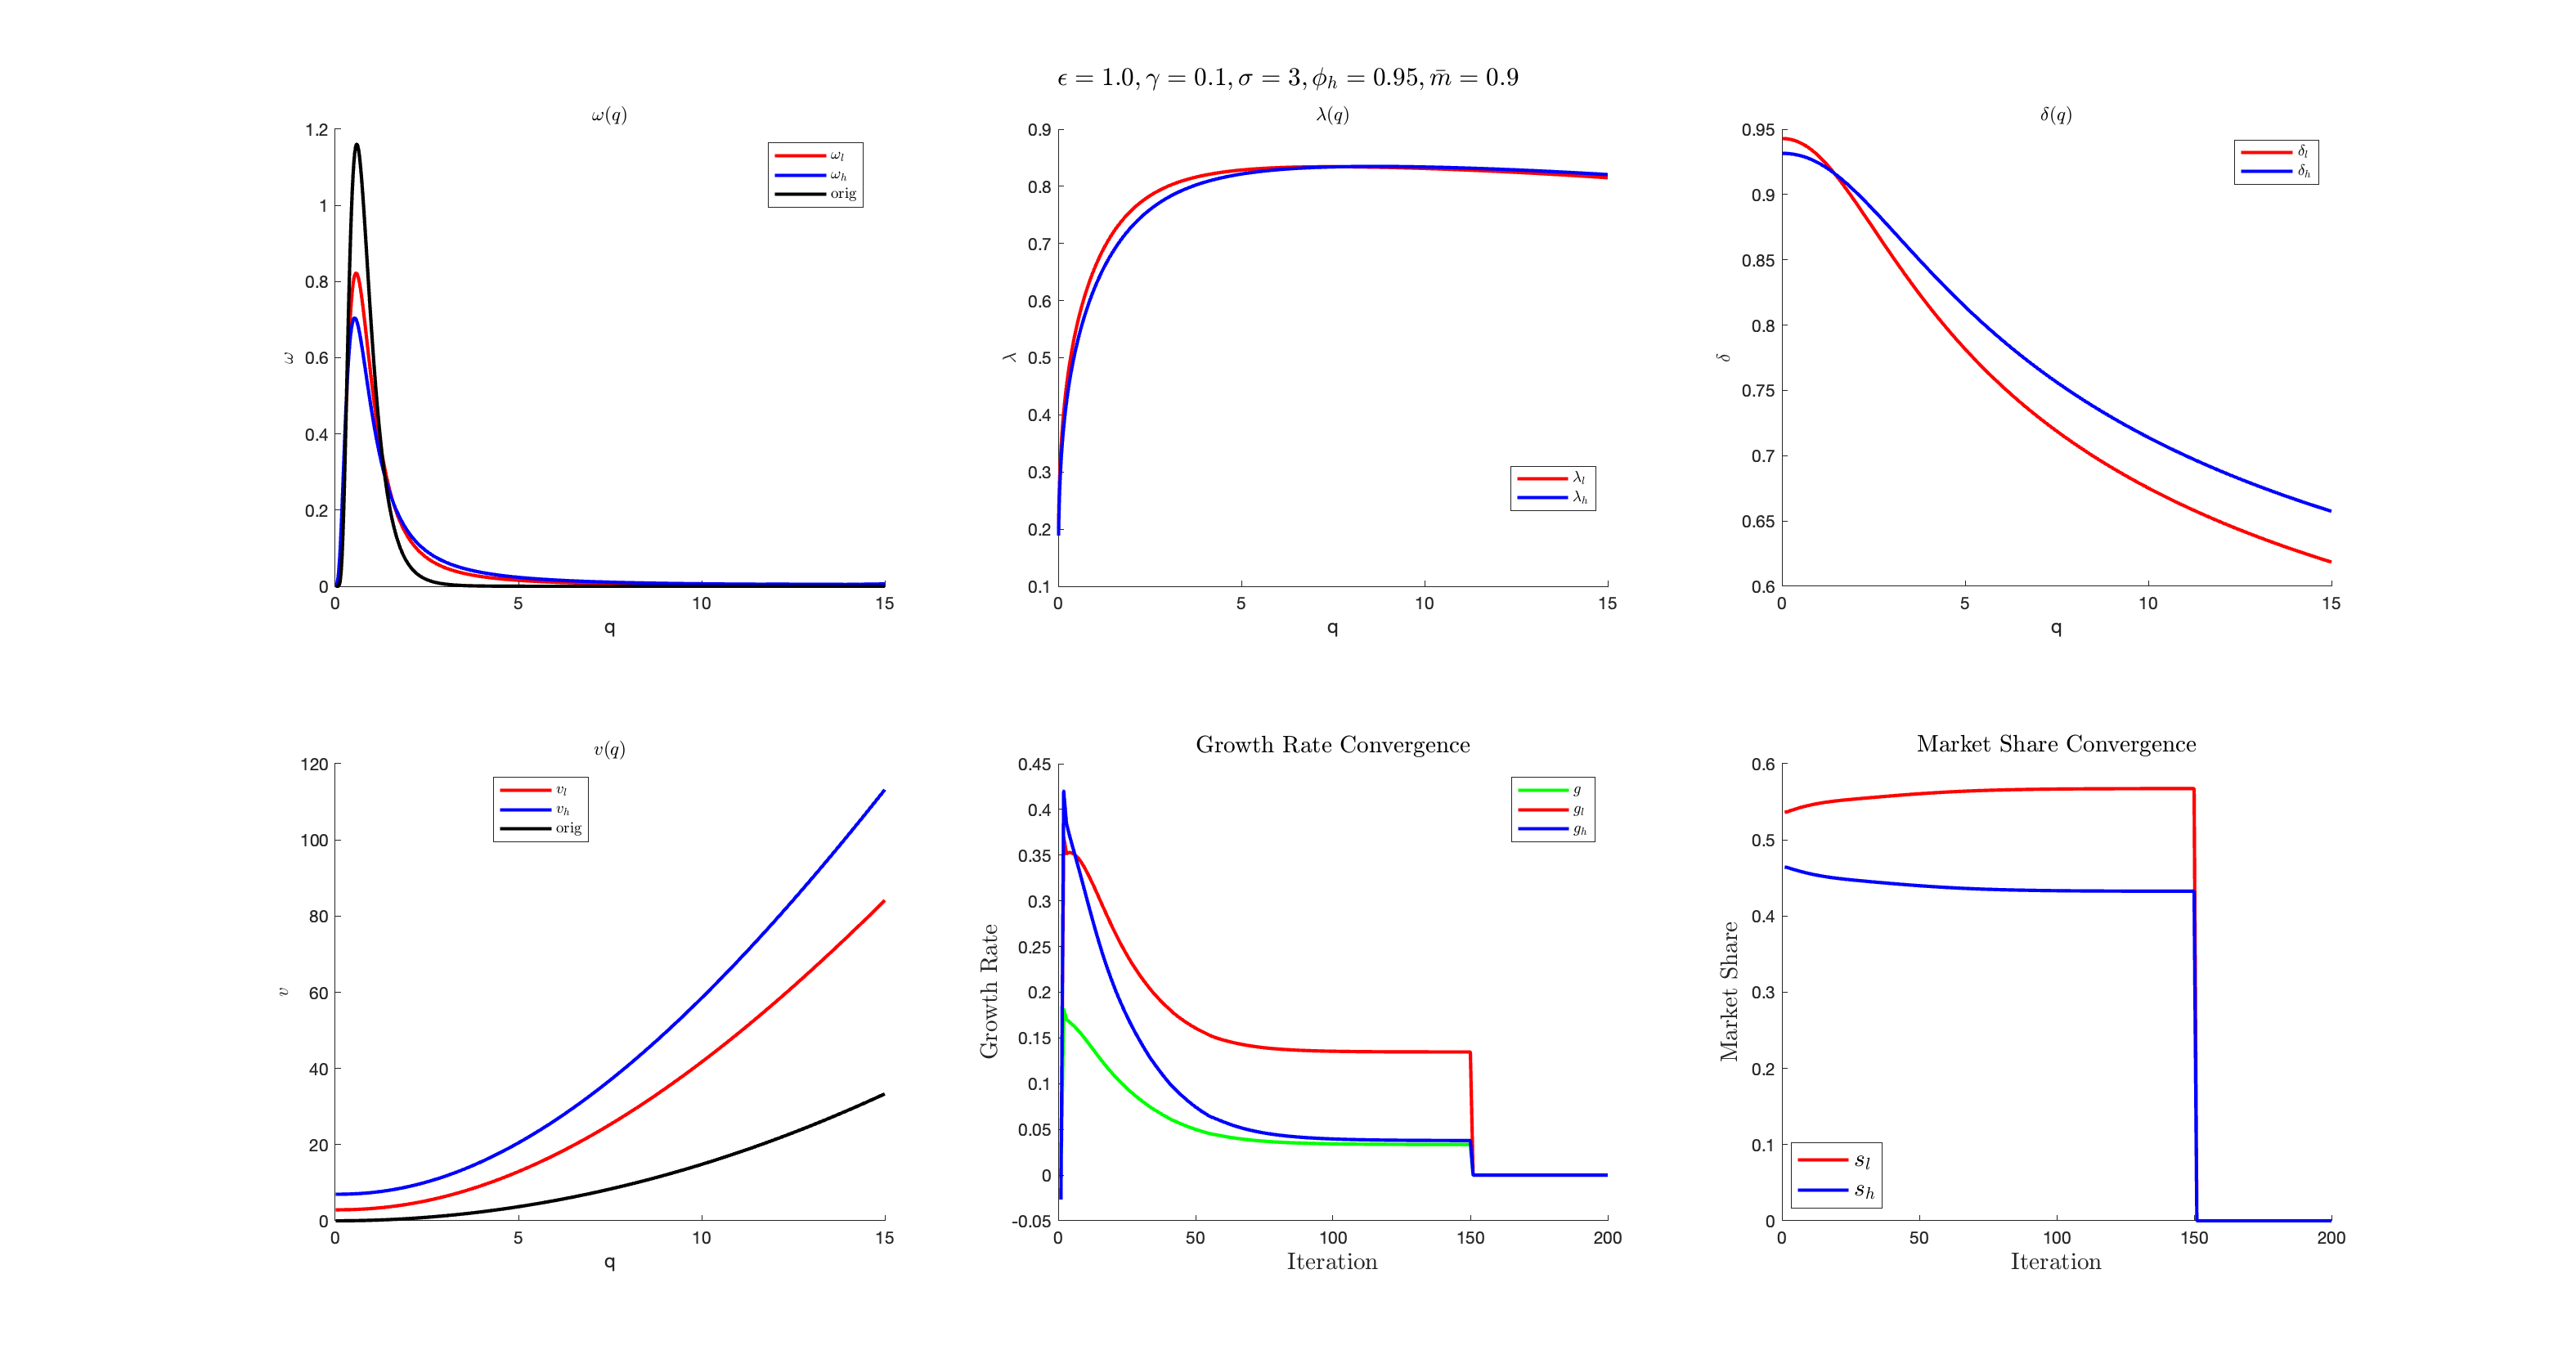 ϵ = 1.0, γ = 0.1, σ = 3, ϕ_h = 0.95, m̄ = 0.9
ω(q)
1.2
1
0.8
0.6
0.4
0.2
0
ω
0
5
10
15
q
ω_l
ω_h
orig
λ(q)
0.9
0.8
0.7
0.6
0.5
0.4
0.3
0.2
0.1
λ
0
5
10
15
q
λ_l
λ_h
δ(q)
0.95
0.9
0.85
0.8
0.75
0.7
0.65
0.6
δ
0
5
10
15
q
δ_l
δ_h
v(q)
120
100
80
60
40
20
0
v
0
5
10
15
q
v_l
v_h
orig
Growth Rate Convergence
0.45
0.4
0.35
0.3
0.25
0.2
0.15
0.1
0.05
0
-0.05
Growth Rate
0
50
100
150
200
Iteration
g
g_l
g_h
Market Share Convergence
0.6
0.5
0.4
0.3
0.2
0.1
0
Market Share
0
50
100
150
200
Iteration
s_l
s_h